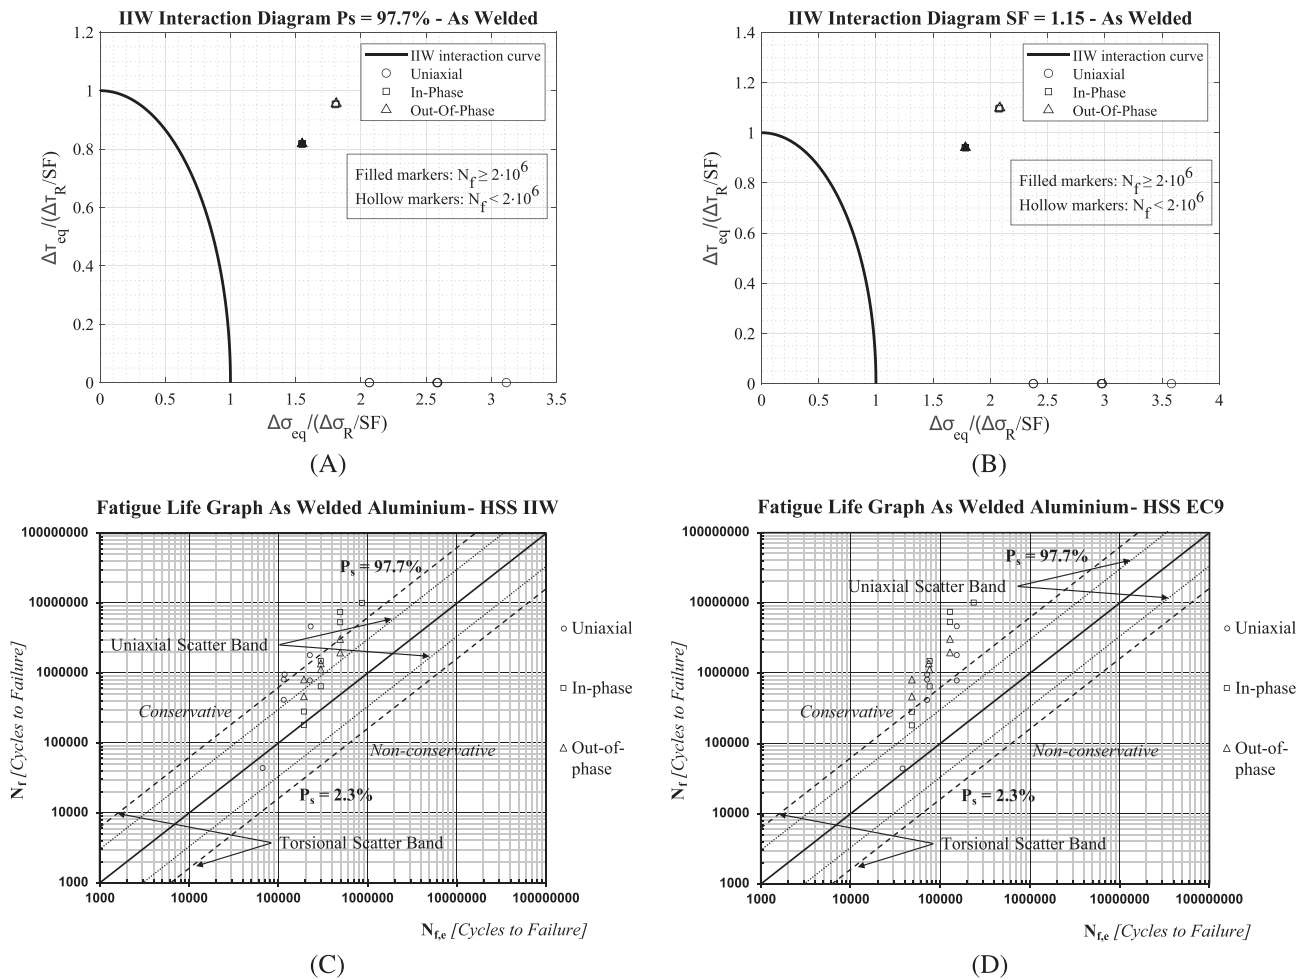 IIW Interaction Diagram Ps = 97.7% - As Welded
1.2
1
0.8
0.6
0.4
0.2
0
Δτeq/(ΔτR/SF)
IIW interaction curve
Uniaxial
In-Phase
Out-Of-Phase
Filled markers: Nf ≥ 2·10^6
Hollow markers: Nf < 2·10^6
0 0.5 1 1.5 2 2.5 3 3.5
Δσeq/(ΔσR/SF)
(A)
IIW Interaction Diagram SF = 1.15 - As Welded
1.4
1.2
1
0.8
0.6
0.4
0.2
0
Δτeq/(ΔτR/SF)
IIW interaction curve
Uniaxial
In-Phase
Out-Of-Phase
Filled markers: Nf ≥ 2·10^6
Hollow markers: Nf < 2·10^6
0 0.5 1 1.5 2 2.5 3 3.5 4
Δσeq/(ΔσR/SF)
(B)
Fatigue Life Graph As Welded Aluminium- HSS IIW
100000000
10000000
1000000
100000
10000
1000
Nf [Cycles to Failure]
Ps = 97.7%
Uniaxial Scatter Band
Conservative
Non-conservative
Ps = 2.3%
Torsional Scatter Band
Uniaxial
In-phase
Out-of-
phase
1000 10000 100000 1000000 10000000 100000000
Nf,e [Cycles to Failure]
(C)
Fatigue Life Graph As Welded Aluminium- HSS EC9
100000000
10000000
1000000
100000
10000
1000
Nf [Cycles to Failure]
Ps = 97.7%
Uniaxial Scatter Band
Conservative
Non-conservative
Ps = 2.3%
Torsional Scatter Band
Uniaxial
In-phase
Out-of-
phase
1000 10000 100000 1000000 10000000 100000000
Nf,e [Cycles to Failure]
(D)